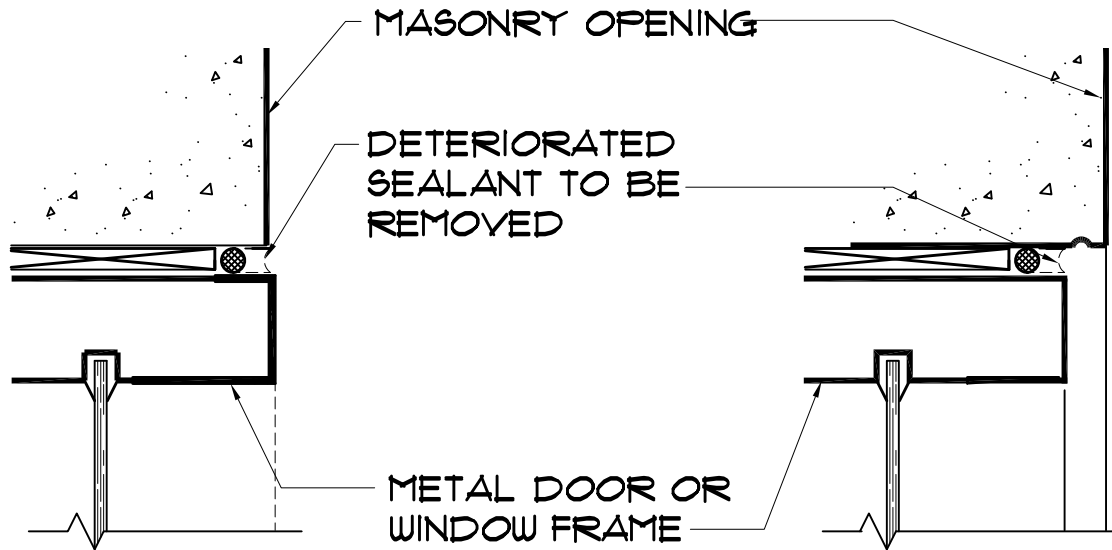 MASONRY OPENING
DETERIORATED
SEALANT TO BE
REMOVED
METAL DOOR OR
WINDOW FRAME